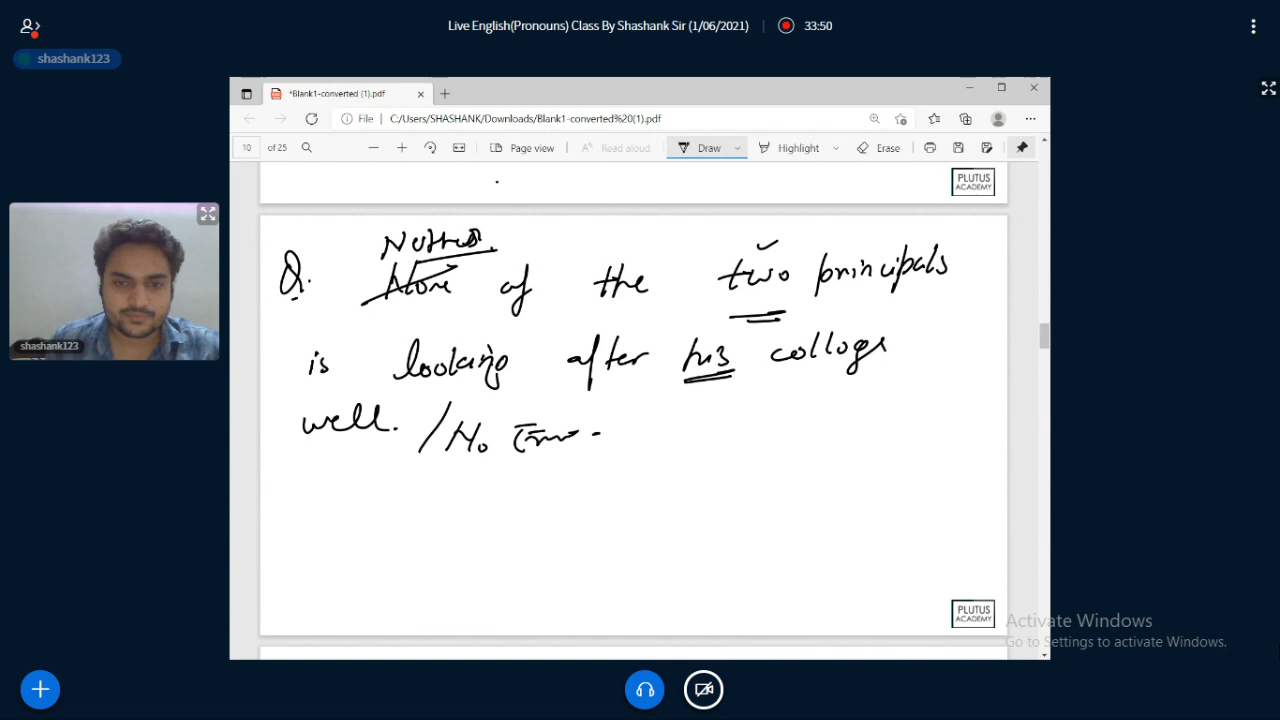 Live English(Pronouns) Class By Shashank Sir (1/06/2021)
33:50
shashank123
*Blank1-converted (1).pdf
File
C:/Users/SHASHANK/Downloads/Blank1-converted%20(1).pdf
10 of 25
Page view
Read aloud
Draw
Highlight
Erase
PLUTUS
ACADEMY
Neither
Q. None of the two principals
is looking after his college
well. /No Error
shashank123
PLUTUS
ACADEMY
Activate Windows
Go to Settings to activate Windows.